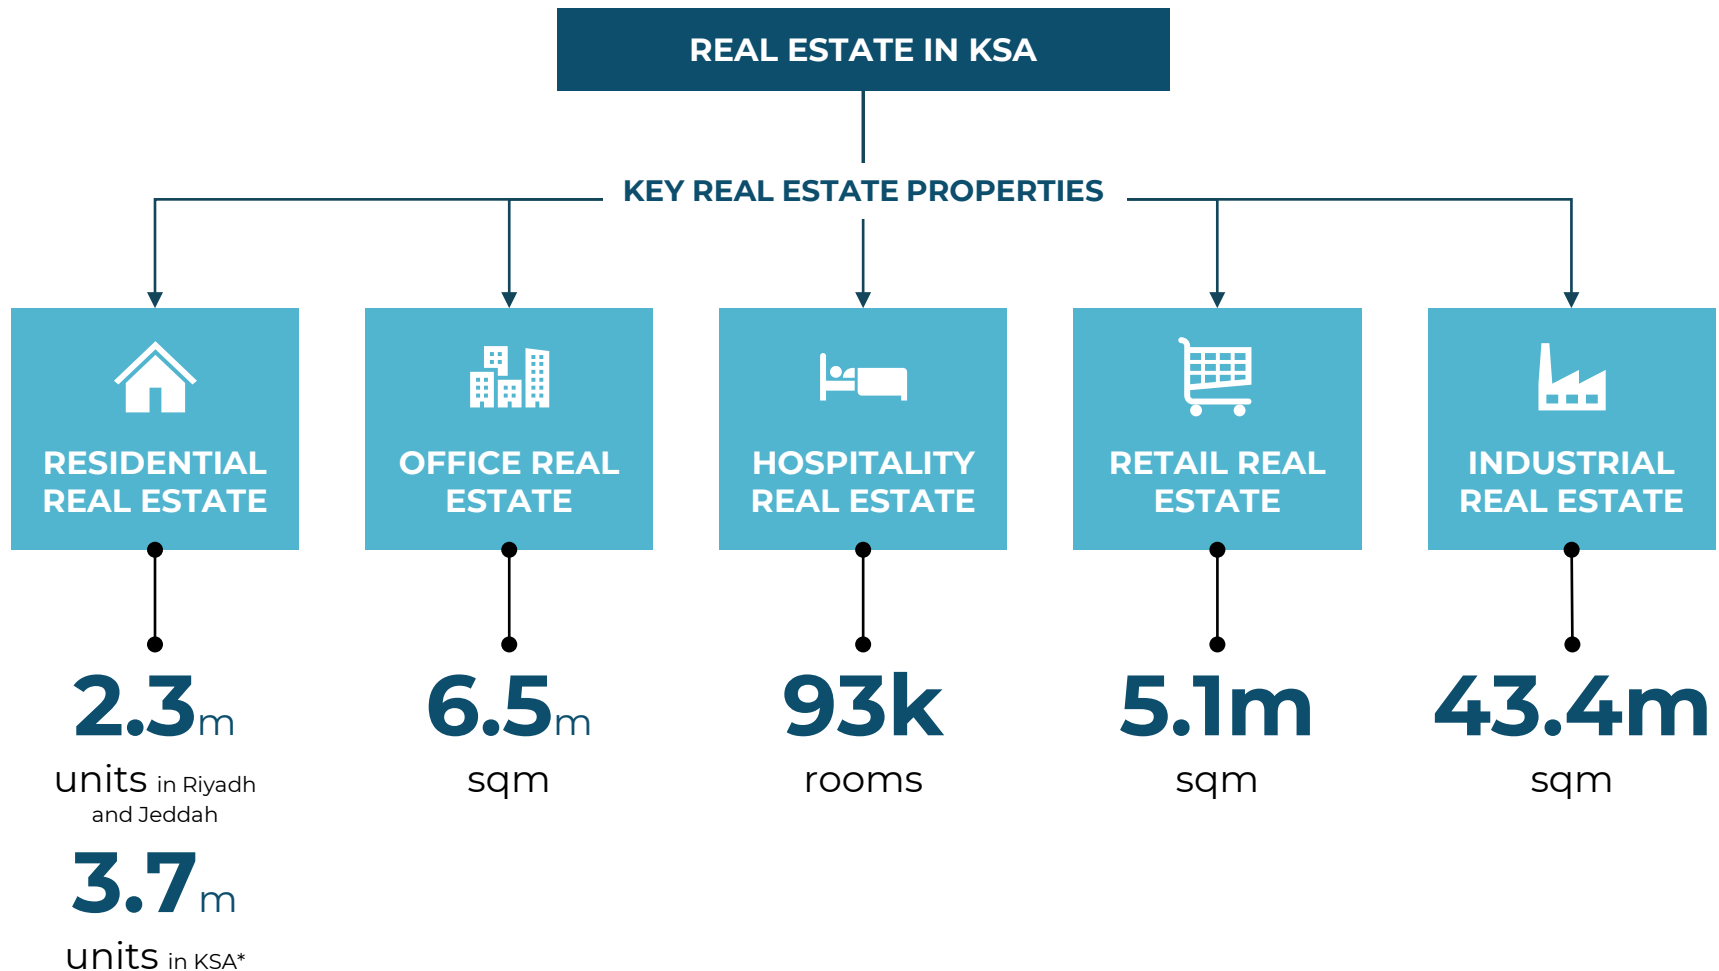 REAL ESTATE IN KSA
KEY REAL ESTATE PROPERTIES
RESIDENTIAL
REAL ESTATE
2.3m
units in Riyadh
and Jeddah
3.7m
units in KSA*
OFFICE REAL
ESTATE
6.5m
sqm
HOSPITALITY
REAL ESTATE
93k
rooms
RETAIL REAL
ESTATE
5.1m
sqm
INDUSTRIAL
REAL ESTATE
43.4m
sqm